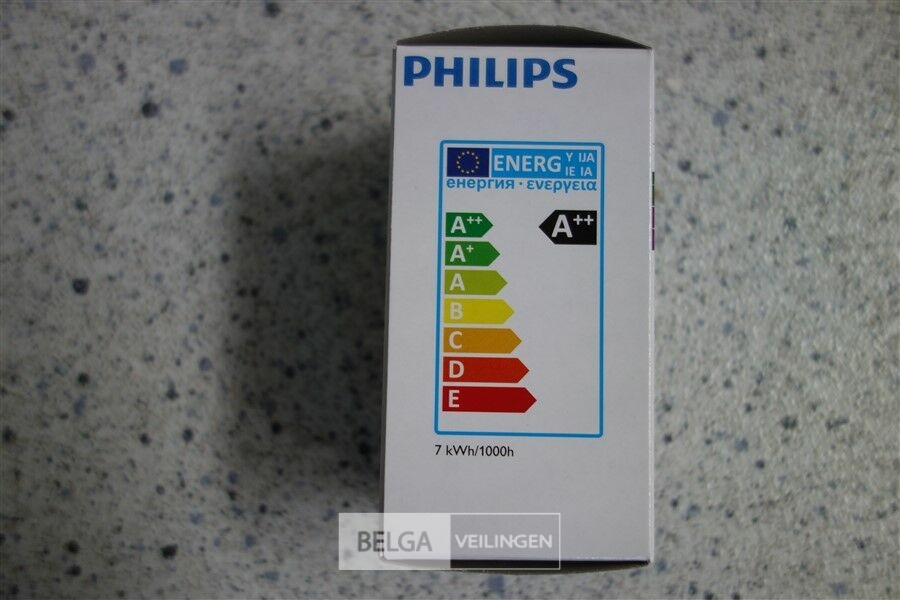 PHILIPS
ENERG Y IJA
IE IA
енергия · ενεργεια
A++ A++
A+
A
B
C
D
E
7 kWh/1000h
BELGA VEILINGEN